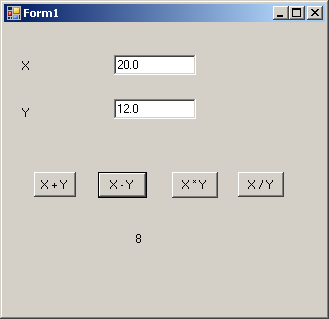 Form1
X 20.0
Y 12.0
X + Y X - Y X * Y X / Y
8